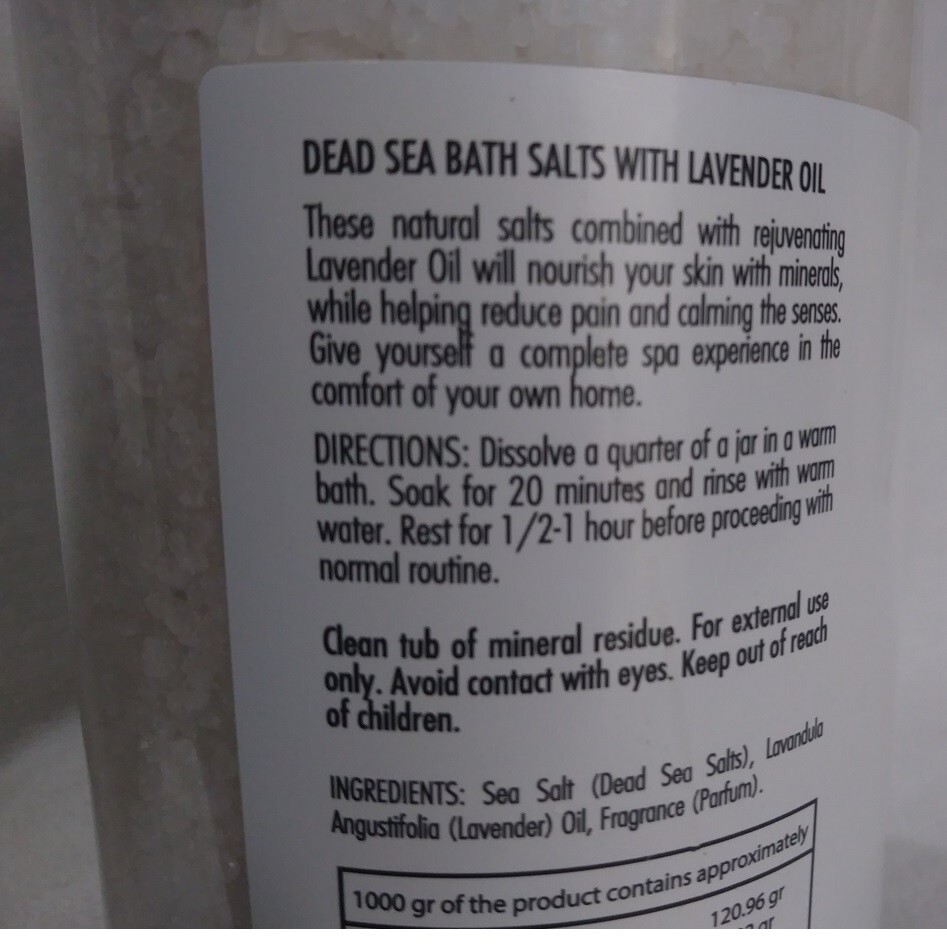 DEAD SEA BATH SALTS WITH LAVENDER OIL
These natural salts combined with rejuvenating
Lavender Oil will nourish your skin with minerals,
while helping reduce pain and calming the senses.
Give yourself a complete spa experience in the
comfort of your own home.
DIRECTIONS: Dissolve a quarter of a jar in a warm
bath. Soak for 20 minutes and rinse with warm
water. Rest for 1/2-1 hour before proceeding with
normal routine.
Clean tub of mineral residue. For external use
only. Avoid contact with eyes. Keep out of reach
of children.
INGREDIENTS: Sea Salt (Dead Sea Salts), Lavandula
Angustifolia (Lavender) Oil, Fragrance (Parfum).
1000 gr of the product contains approximately
120.96 gr
gr